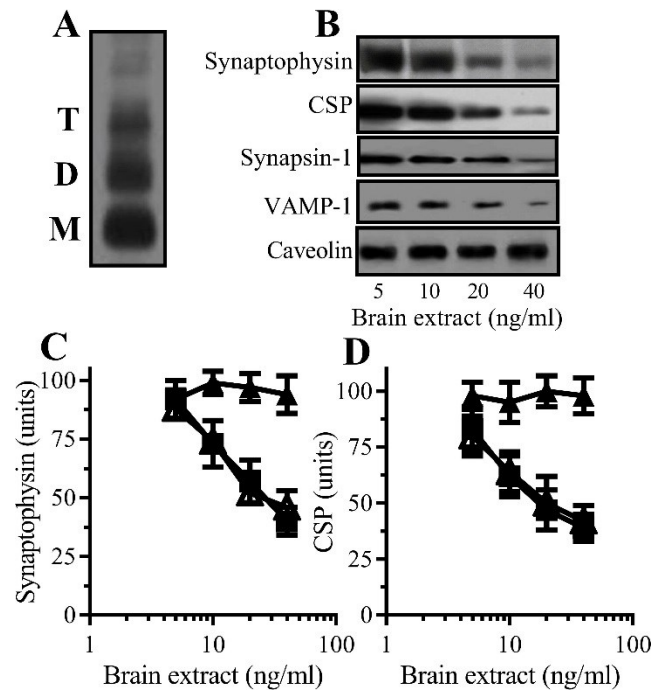 A
T
D
M
B
Synaptophysin
CSP
Synapsin-1
VAMP-1
Caveolin
5 10 20 40
Brain extract (ng/ml)
C
Synaptophysin (units)
100
75
50
25
0
1 10 100
Brain extract (ng/ml)
D
CSP (units)
100
75
50
25
0
1 10 100
Brain extract (ng/ml)